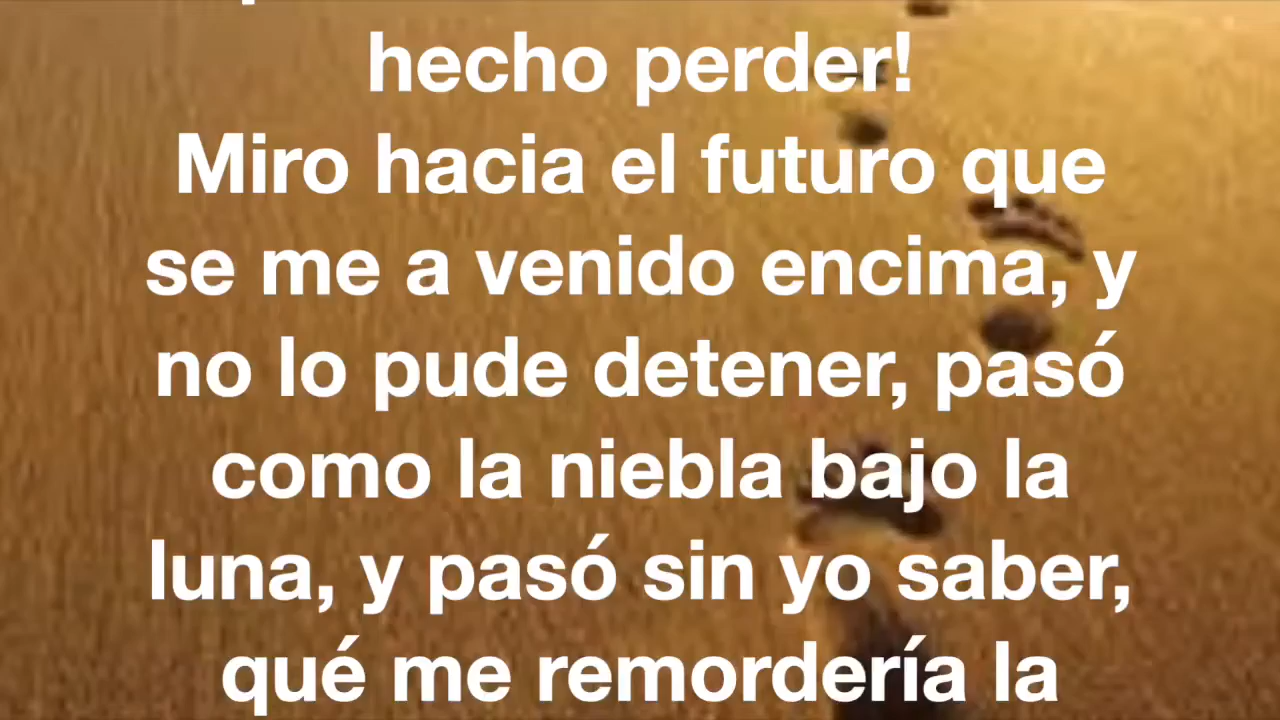 hecho perder!
Miro hacia el futuro que
se me a venido encima, y
no lo pude detener, pasó
como la niebla bajo la
luna, y pasó sin yo saber,
qué me remordería la